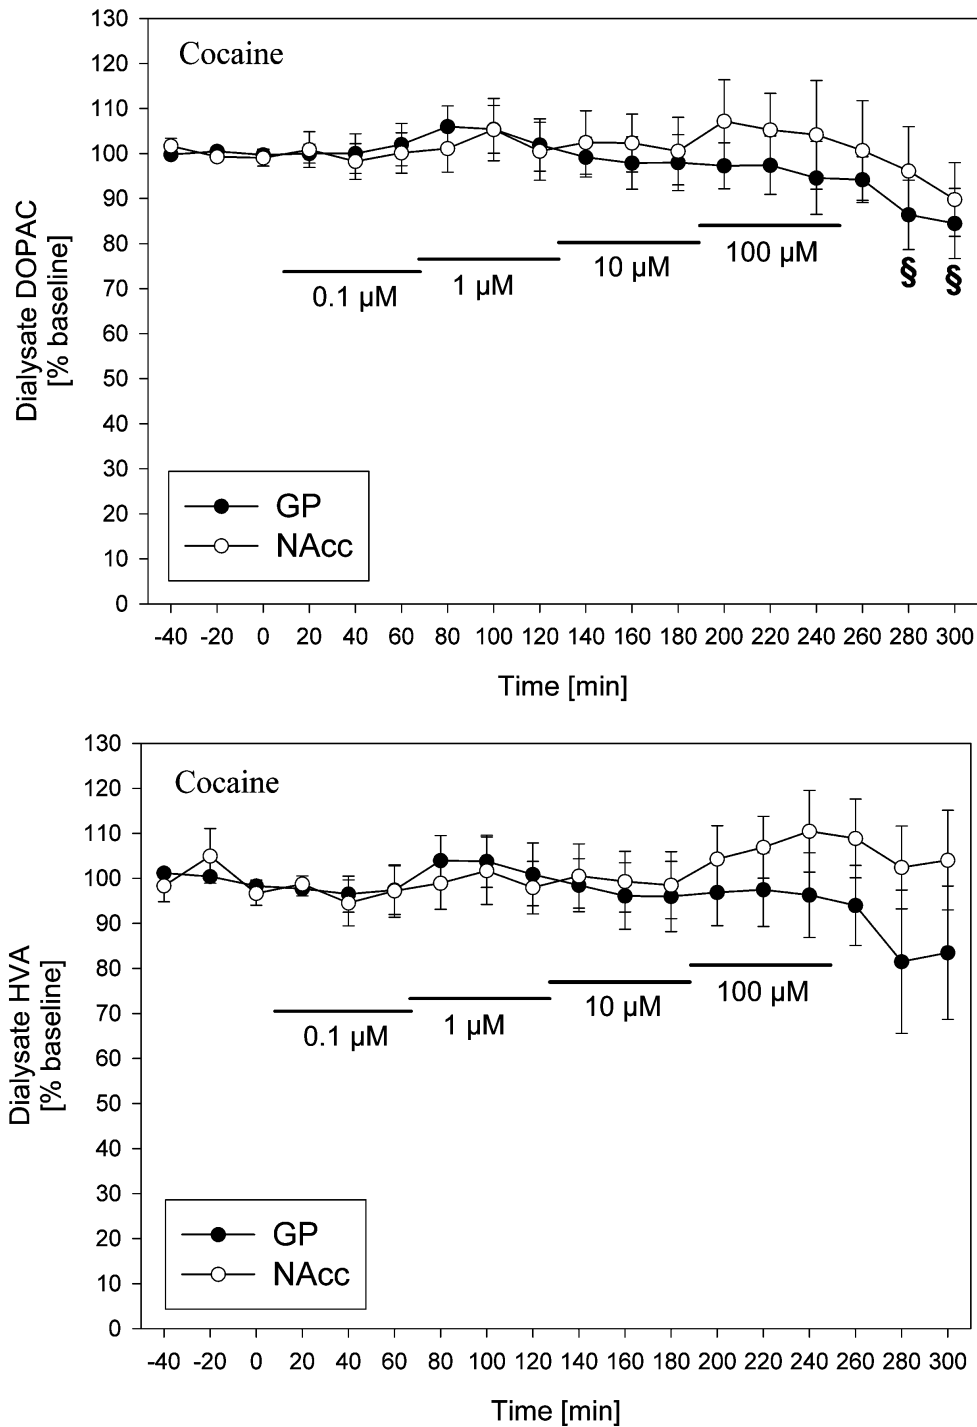 130
120
110
100
90
80
70
60
50
40
30
20
10
0
Dialysate DOPAC
[% baseline]
Cocaine
0.1 µM
1 µM
10 µM
100 µM
§ §
GP
NAcc
-40 -20 0 20 40 60 80 100 120 140 160 180 200 220 240 260 280 300
Time [min]
130
120
110
100
90
80
70
60
50
40
30
20
10
0
Dialysate HVA
[% baseline]
Cocaine
0.1 µM
1 µM
10 µM
100 µM
GP
NAcc
-40 -20 0 20 40 60 80 100 120 140 160 180 200 220 240 260 280 300
Time [min]